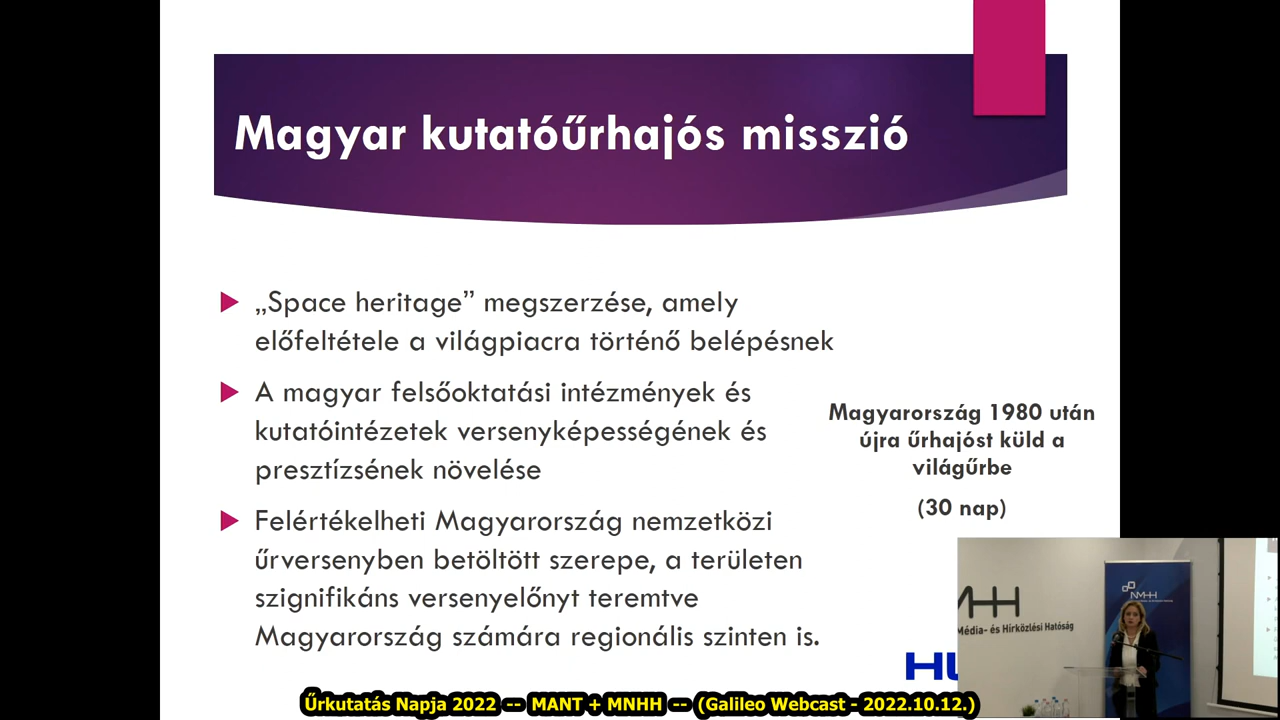 Magyar kutatóűrhajós misszió
„Space heritage” megszerzése, amely
előfeltétele a világpiacra történő belépésnek
A magyar felsőoktatási intézmények és
kutatóintézetek versenyképességének és
presztízsének növelése
Felértékelheti Magyarország nemzetközi
űrversenyben betöltött szerepe, a területen
szignifikáns versenyelőnyt teremtve
Magyarország számára regionális szinten is.
Magyarország 1980 után
újra űrhajóst küld a
világűrbe
(30 nap)
HU
MHH
Média- és Hírközlési Hatóság
NMHH
Űrkutatás Napja 2022 -- MANT + MNHH -- (Galileo Webcast - 2022.10.12.)